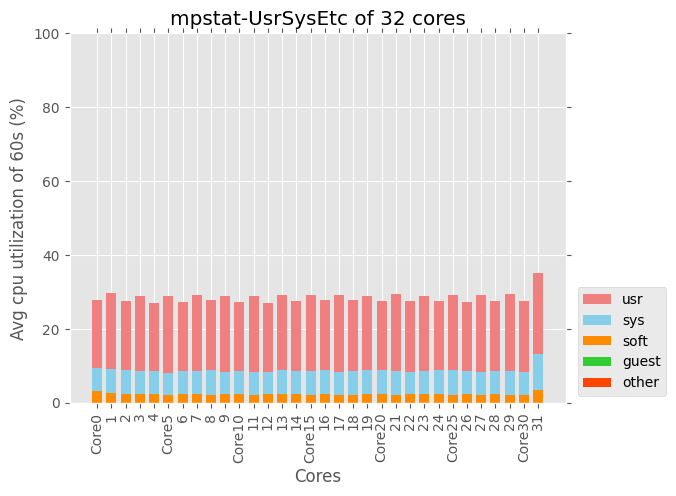 mpstat-UsrSysEtc of 32 cores
Avg cpu utilization of 60s (%)
100
80
60
40
20
0
Core0
1
2
3
4
Core5
6
7
8
9
Core10
11
12
13
14
Core15
16
17
18
19
Core20
21
22
23
24
Core25
26
27
28
29
Core30
31
Cores
usr
sys
soft
guest
other